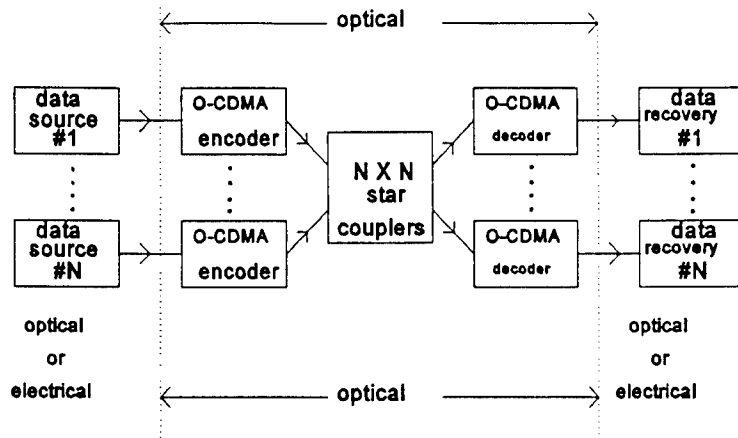 optical
data
source
#1
O-CDMA
encoder
N X N
star
couplers
O-CDMA
decoder
data
recovery
#1
data
source
#N
O-CDMA
encoder
O-CDMA
decoder
data
recovery
#N
optical
or
electrical
optical
optical
or
electrical